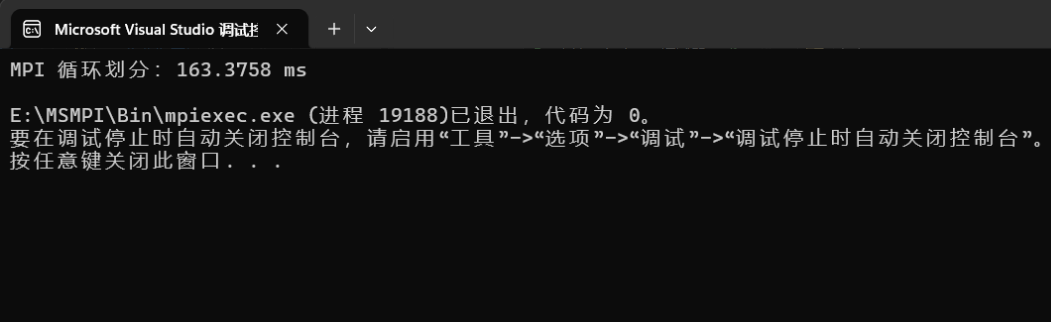 Microsoft Visual Studio 调试控
MPI 循环划分: 163.3758 ms
E:\MSMPI\Bin\mpiexec.exe (进程 19188)已退出，代码为 0。
要在调试停止时自动关闭控制台，请启用“工具”->“选项”->“调试”->“调试停止时自动关闭控制台”。
按任意键关闭此窗口. . .